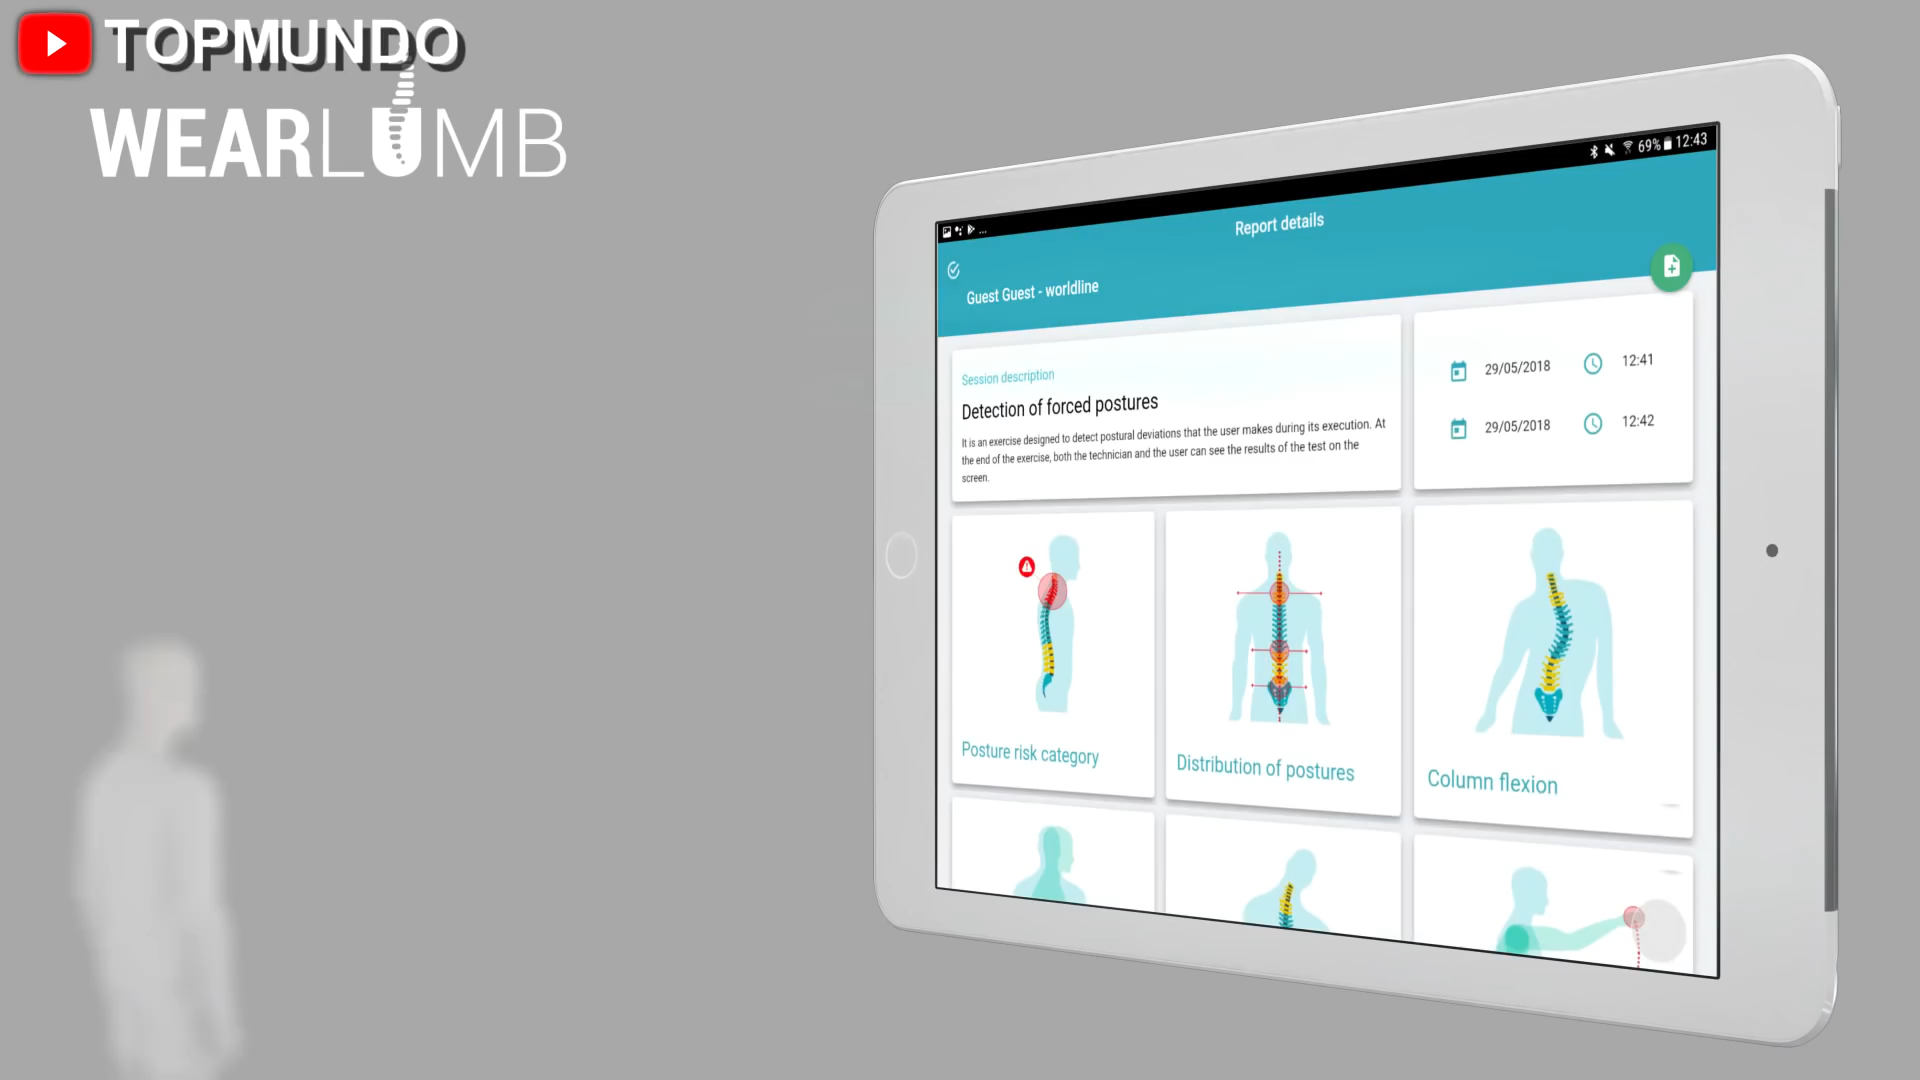 TOPMUNDO
WEARLUMB
69% 12:43
...
Report details
Guest Guest - worldline
Session description
Detection of forced postures
It is an exercise designed to detect postural deviations that the user makes during its execution. At
the end of the exercise, both the technician and the user can see the results of the test on the
screen.
29/05/2018 12:41
29/05/2018 12:42
Posture risk category
Distribution of postures
Column flexion